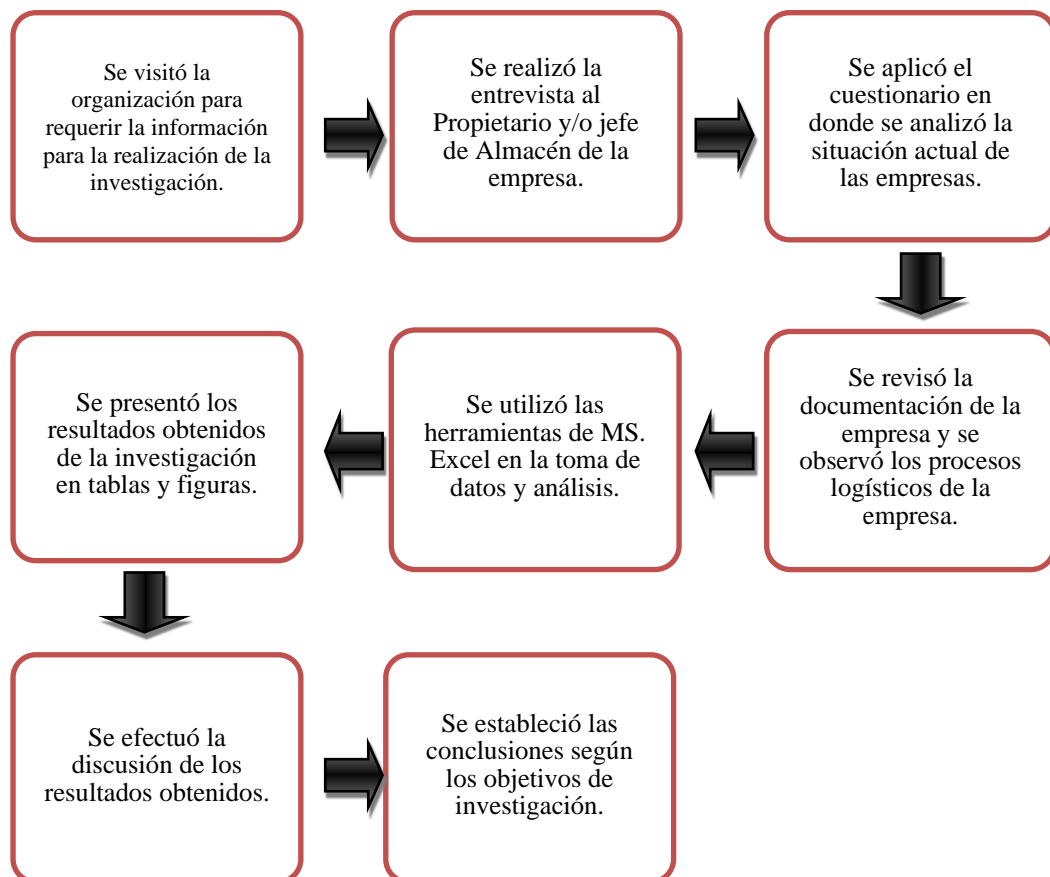 Se visitó la
organización para
requerir la información
para la realización de la
investigación.
Se realizó la
entrevista al
Propietario y/o jefe
de Almacén de la
empresa.
Se aplicó el
cuestionario en
donde se analizó la
situación actual de
las empresas.
Se revisó la
documentación de la
empresa y se
observó los procesos
logísticos de la
empresa.
Se utilizó las
herramientas de MS.
Excel en la toma de
datos y análisis.
Se presentó los
resultados obtenidos
de la investigación
en tablas y figuras.
Se efectuó la
discusión de los
resultados obtenidos.
Se estableció las
conclusiones según
los objetivos de
investigación.